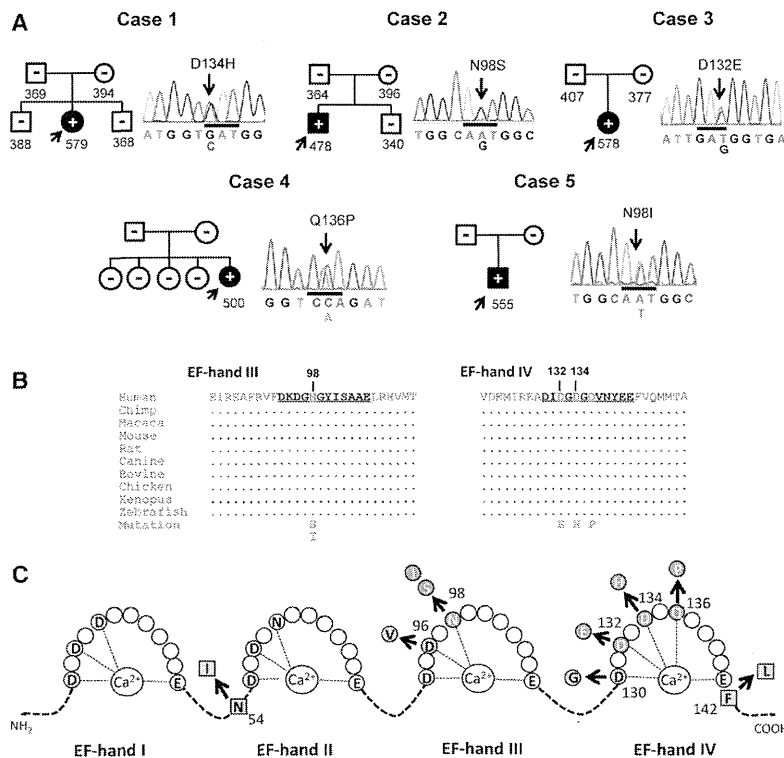 A
Case 1
Case 2
Case 3
D134H
N98S
D132E
- -
369 394
- + -
388 579 368
ATGGTGATGG
C
- -
364 396
+ -
478 340
TGGCAATGGC
G
- -
407 377
+
578
ATTGATGGTGA
G
Case 4
Case 5
Q136P
N98I
- -
- - - - +
500
GGTCCAGAT
A
- -
+
555
TGGCAATGGC
T
B
EF-hand III 98
EF-hand IV 132 134
Human EIREAFRVFDKDGNGYISAAELRHVMT VDEMIREADIDGDGQVNYEEFVQMMTA
Chimp
Macaca
Mouse
Rat
Canine
Bovine
Chicken
Xenopus
Zebrafish
Mutation S E H P
I
C
D D D E Ca2+
I N 54
D D N E Ca2+
I S 98
V 96
D D N E Ca2+
E 132
H 134
P 136
G 130
D D D Q E Ca2+
F 142
L
NH2
COOH
EF-hand I
EF-hand II
EF-hand III
EF-hand IV